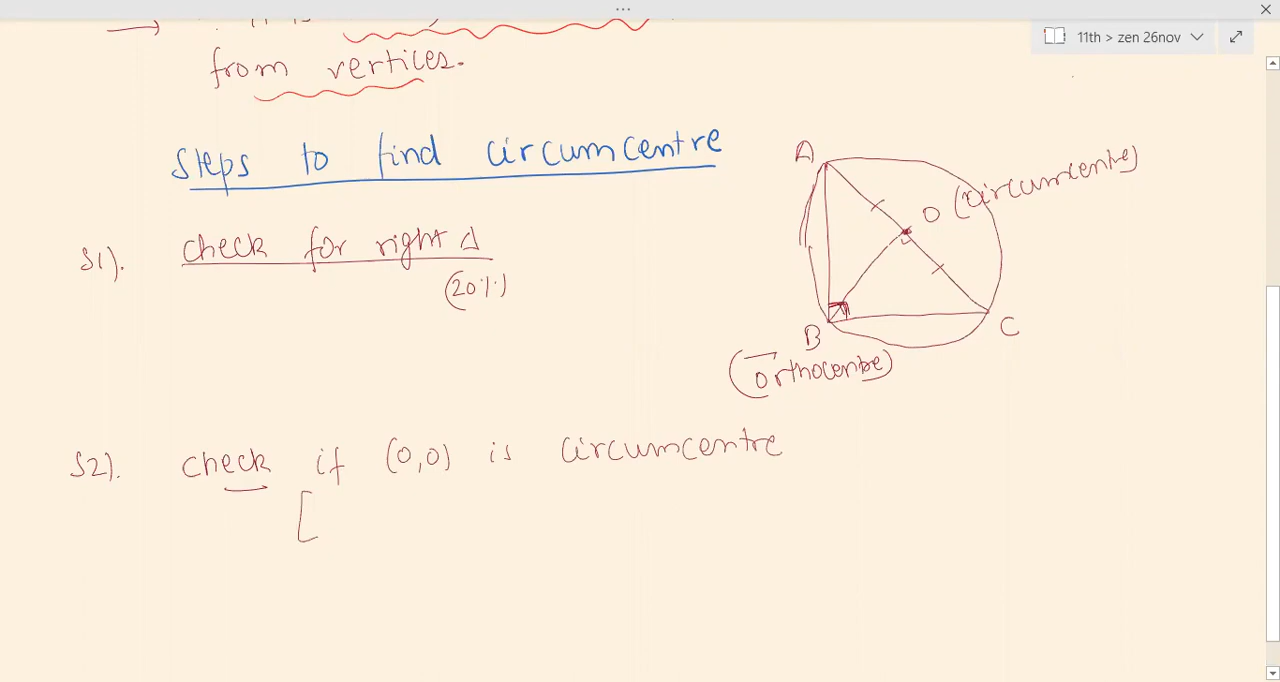 11th > zen 26nov
from vertices.
Steps to find circumcentre
S1). check for right Δ
(20%)
A
O (circumcentre)
B
C
(orthocentre)
S2). check if (0,0) is circumcentre
[